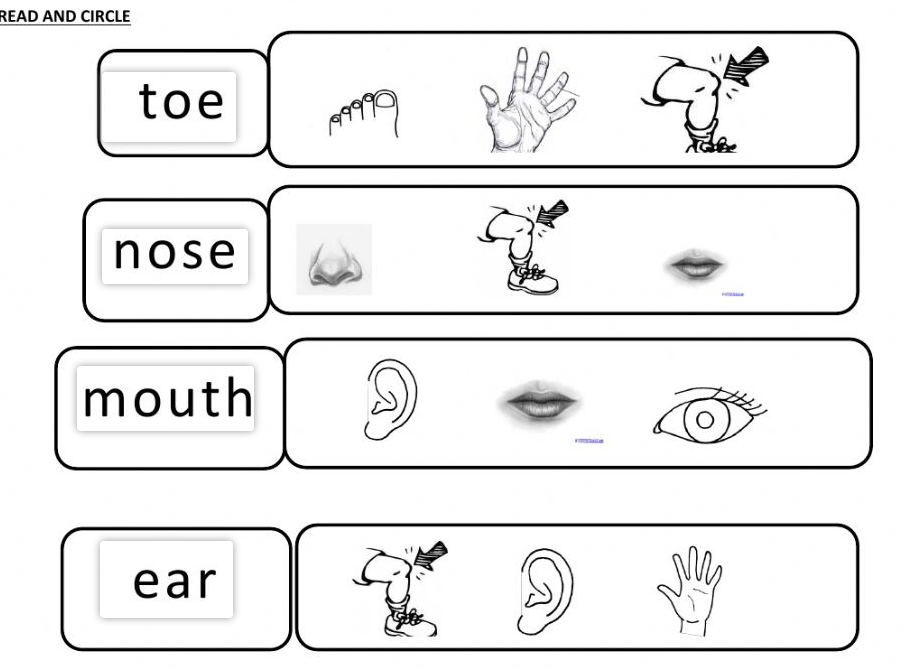 READ AND CIRCLE
toe
nose
mouth
ear